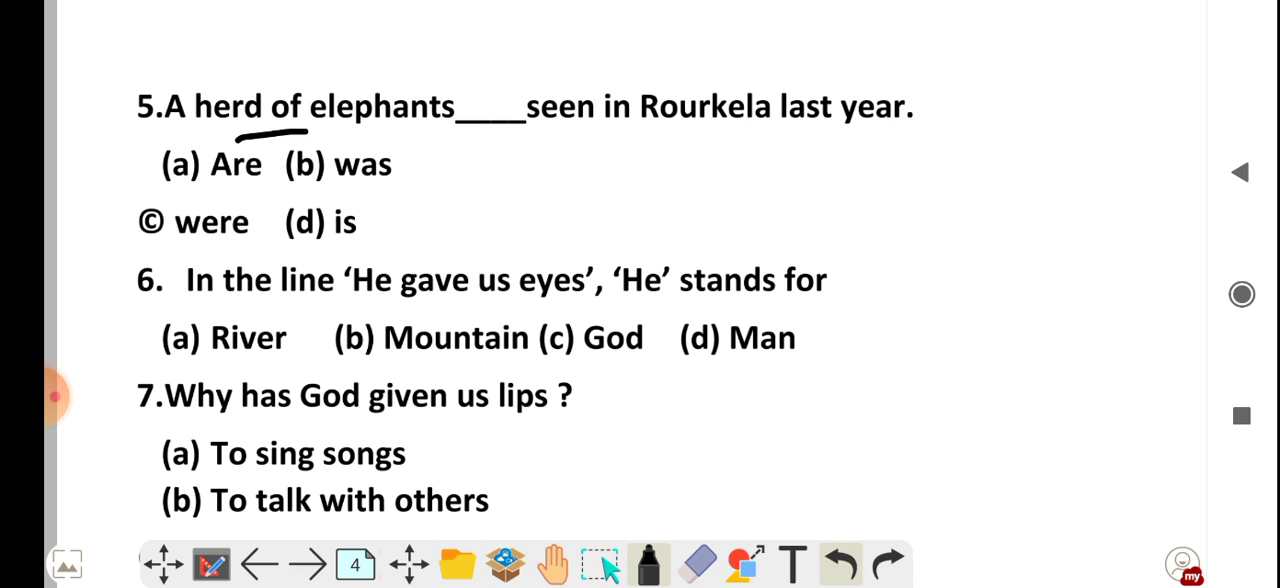 5.A herd of elephants____seen in Rourkela last year.
(a) Are (b) was
© were (d) is
6. In the line ‘He gave us eyes’, ‘He’ stands for
(a) River (b) Mountain (c) God (d) Man
7.Why has God given us lips ?
(a) To sing songs
(b) To talk with others
4
T
my